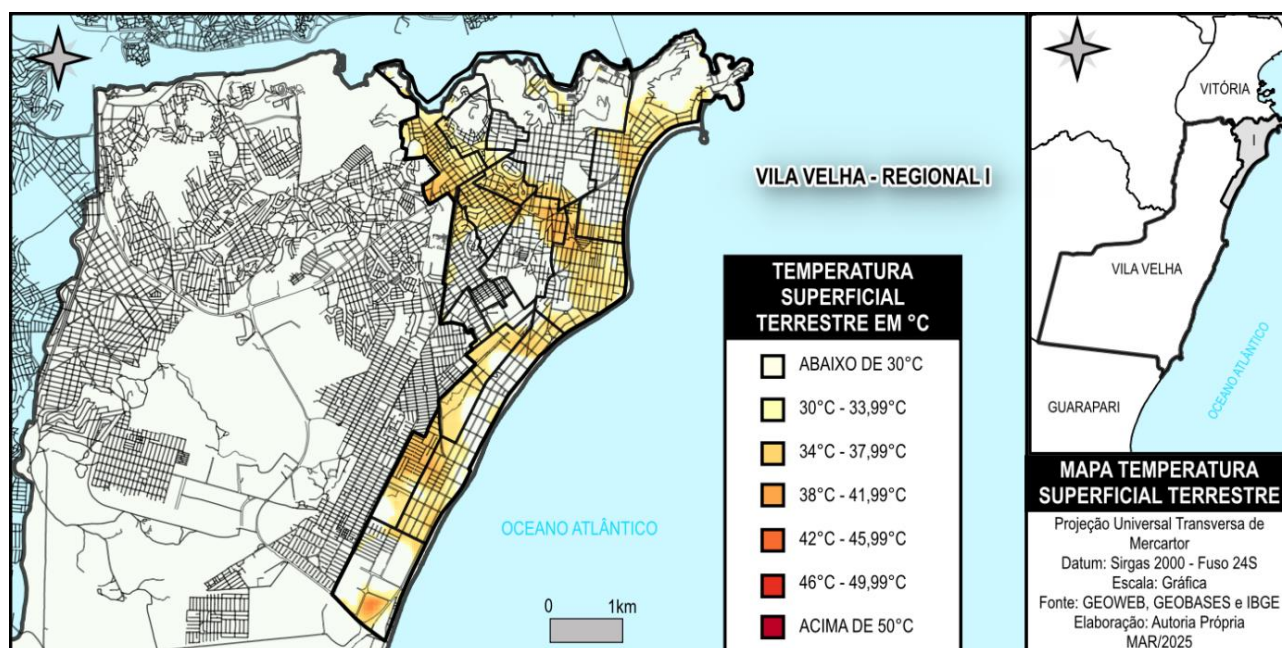 VILA VELHA - REGIONAL I
OCEANO ATLÂNTICO
0 1km
TEMPERATURA
SUPERFICIAL
TERRESTRE EM °C
ABAIXO DE 30°C
30°C - 33,99°C
34°C - 37,99°C
38°C - 41,99°C
42°C - 45,99°C
46°C - 49,99°C
ACIMA DE 50°C
VITÓRIA
I
VILA VELHA
GUARAPARI
OCEANO ATLÂNTICO
MAPA TEMPERATURA
SUPERFICIAL TERRESTRE
Projeção Universal Transversa de
Mercartor
Datum: Sirgas 2000 - Fuso 24S
Escala: Gráfica
Fonte: GEOWEB, GEOBASES e IBGE
Elaboração: Autoria Própria
MAR/2025